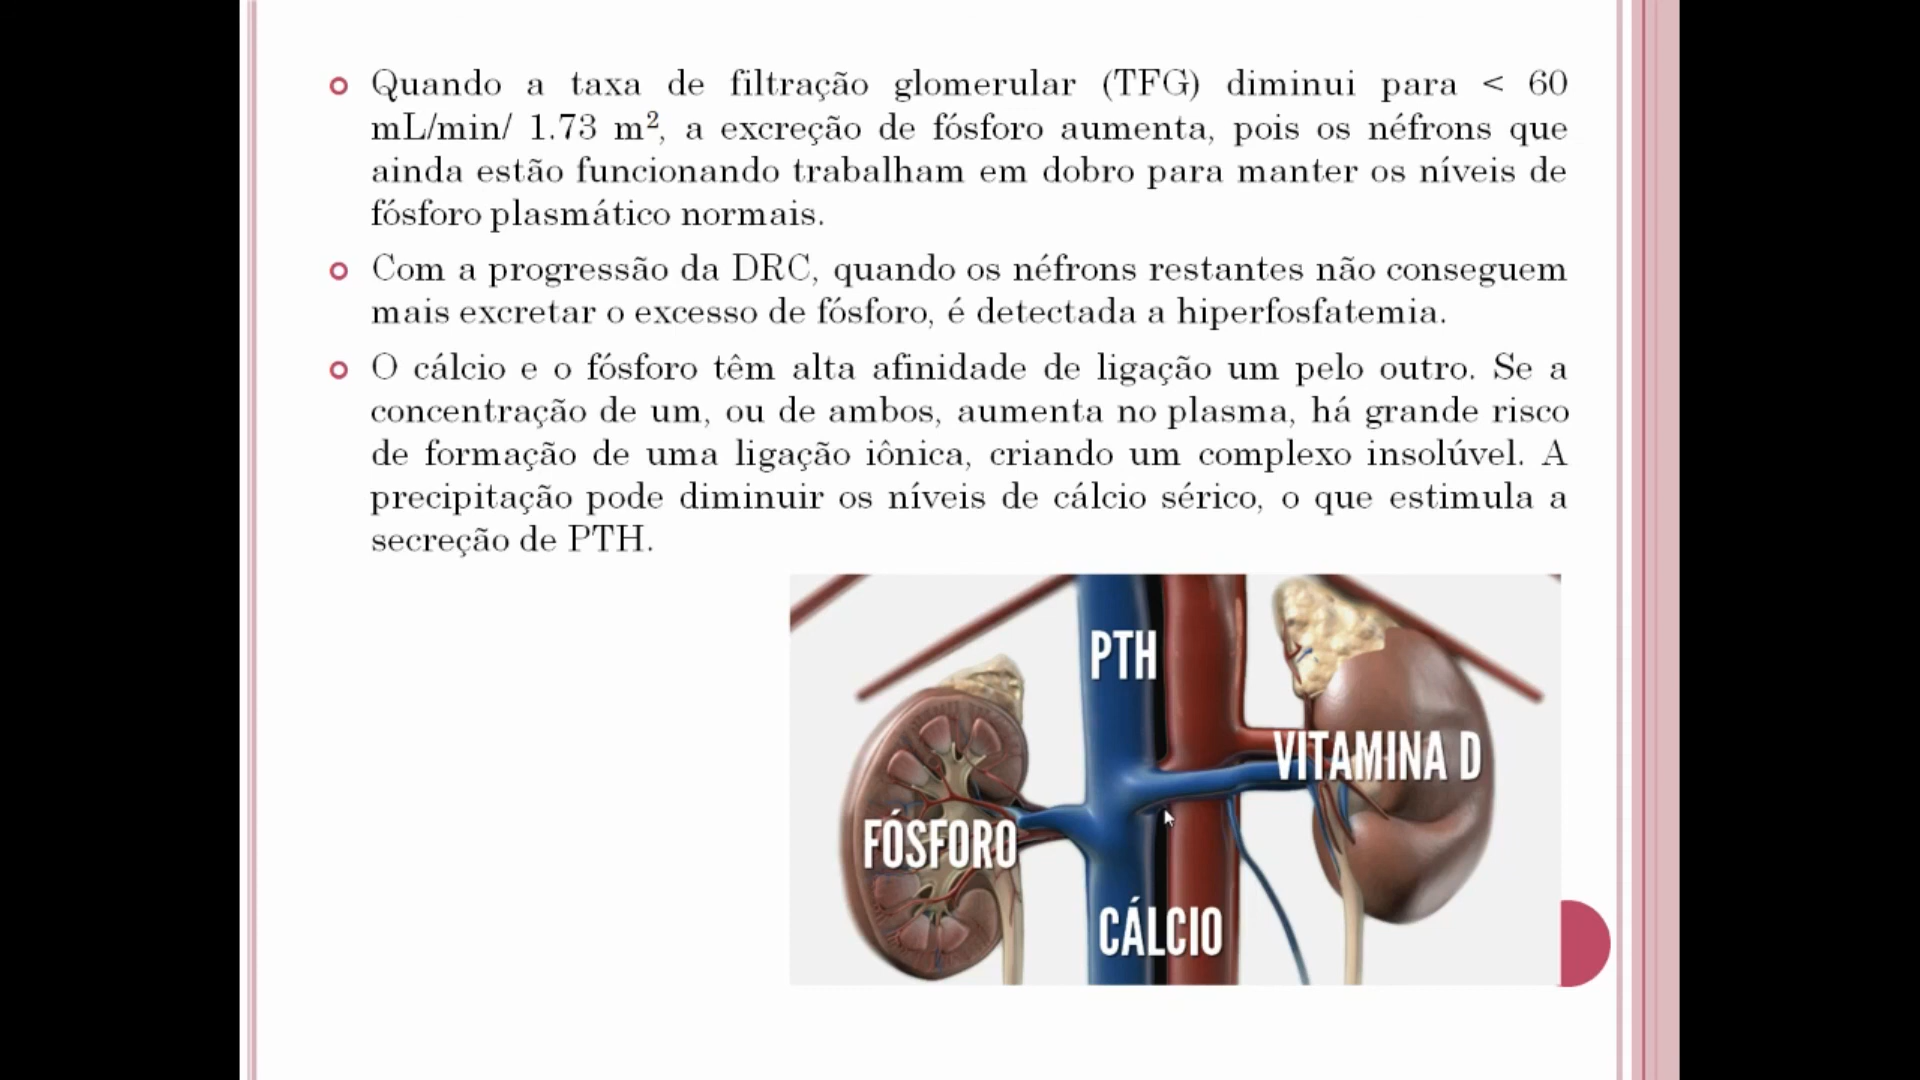 Quando a taxa de filtração glomerular (TFG) diminui para < 60
mL/min/ 1.73 m², a excreção de fósforo aumenta, pois os néfrons que
ainda estão funcionando trabalham em dobro para manter os níveis de
fósforo plasmático normais.
Com a progressão da DRC, quando os néfrons restantes não conseguem
mais excretar o excesso de fósforo, é detectada a hiperfosfatemia.
O cálcio e o fósforo têm alta afinidade de ligação um pelo outro. Se a
concentração de um, ou de ambos, aumenta no plasma, há grande risco
de formação de uma ligação iônica, criando um complexo insolúvel. A
precipitação pode diminuir os níveis de cálcio sérico, o que estimula a
secreção de PTH.
PTH
VITAMINA D
FÓSFORO
CÁLCIO